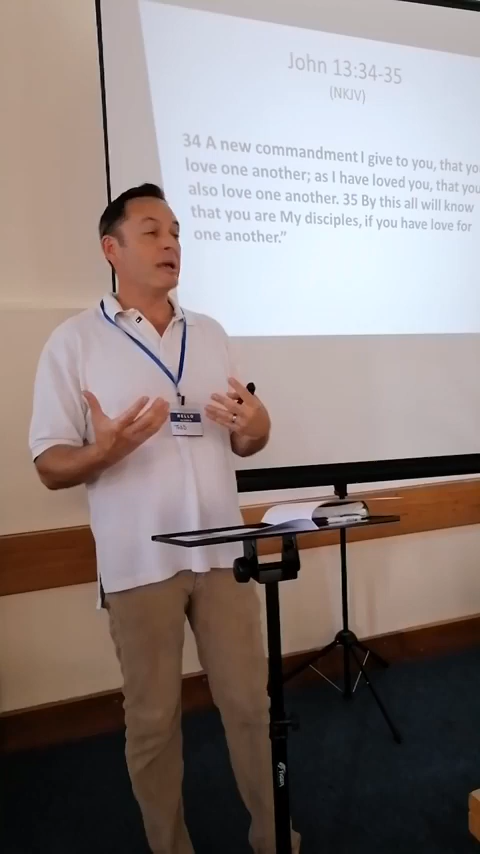 John 13:34-35
(NKJV)
34 A new commandment I give to you, that
love one another; as I have loved you, that you
also love one another. 35 By this all will know
that you are My disciples, if you have love for
one another.”
HELLO